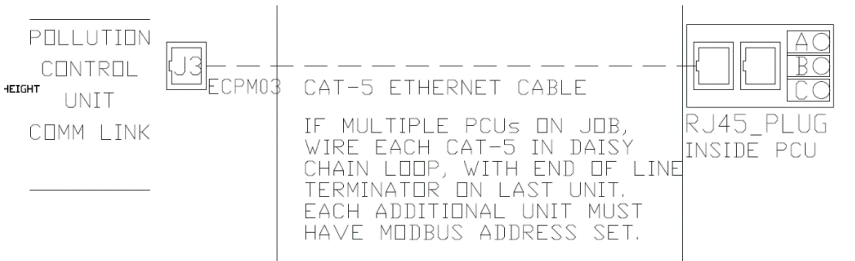 POLLUTION
CONTROL
UNIT
COMM LINK
HEIGHT
J3
ECPM03
CAT-5 ETHERNET CABLE
IF MULTIPLE PCUs ON JOB,
WIRE EACH CAT-5 IN DAISY
CHAIN LOOP, WITH END OF LINE
TERMINATOR ON LAST UNIT.
EACH ADDITIONAL UNIT MUST
HAVE MODBUS ADDRESS SET.
A
B
C
RJ45_PLUG
INSIDE PCU